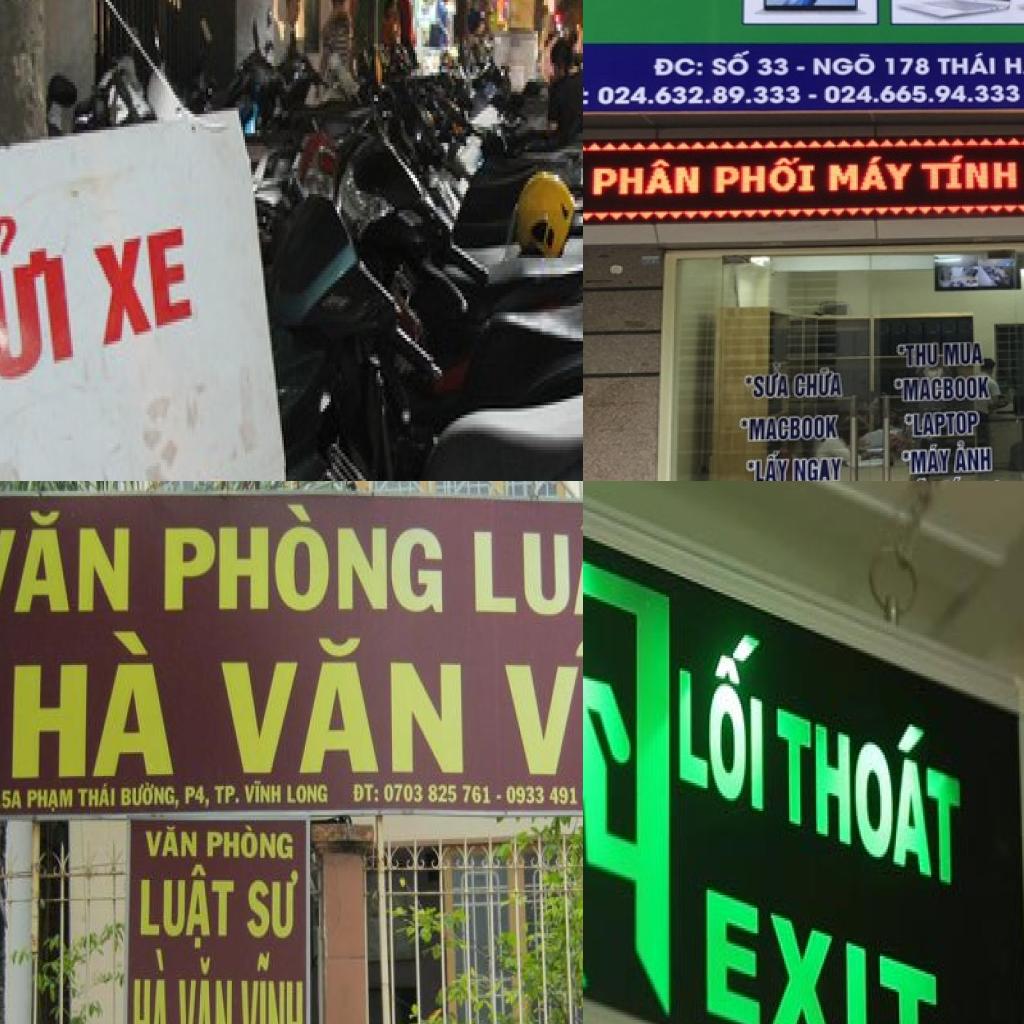 ỬI XE
ĐC: SỐ 33 - NGÕ 178 THÁI H
: 024.632.89.333 - 024.665.94.333
PHÂN PHỐI MÁY TÍNH
*SỬA CHỮA
*MACBOOK
*LẤY NGAY
*THU MUA
*MACBOOK
*LAPTOP
*MÁY ẢNH
VĂN PHÒNG LU
HÀ VĂN V
5A PHẠM THÁI BƯỜNG, P4, TP. VĨNH LONG ĐT: 0703 825 761 - 0933 491
VĂN PHÒNG
LUẬT SƯ
HÀ VĂN VĨNH
LỐI THOÁT
EXIT